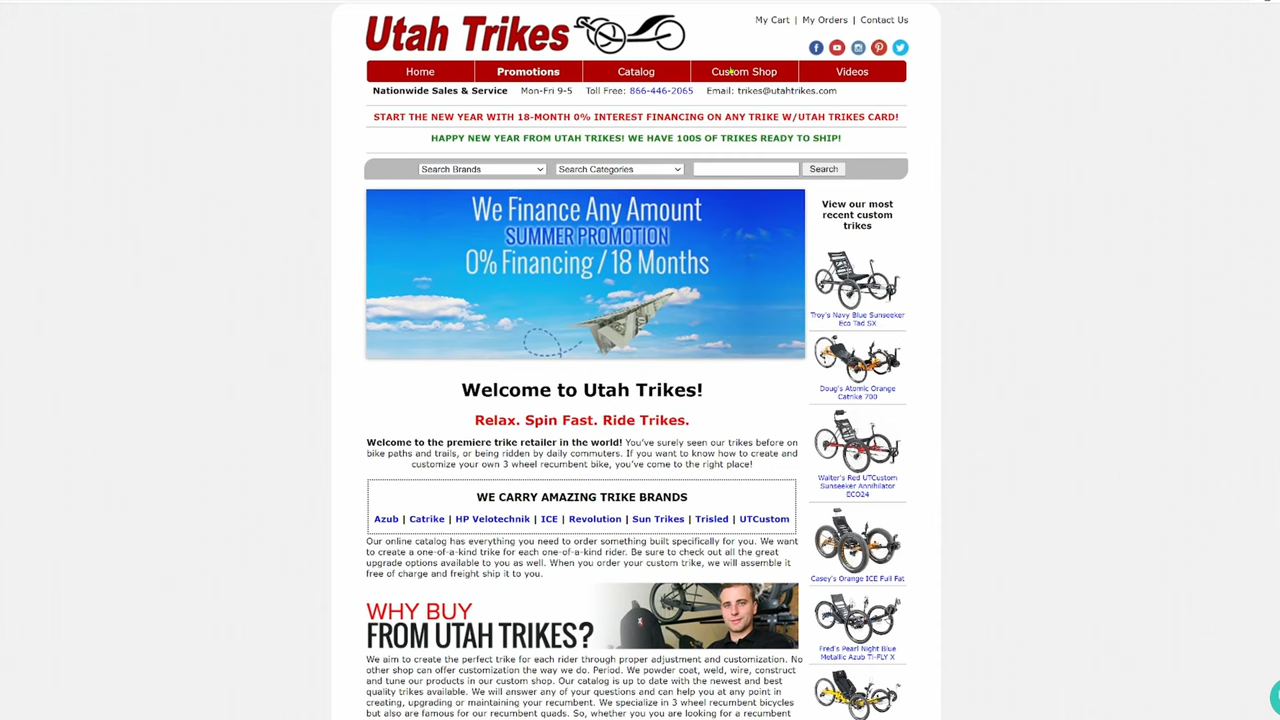 Utah Trikes
My Cart | My Orders | Contact Us
Home Promotions Catalog Custom Shop Videos
Nationwide Sales & Service Mon-Fri 9-5 Toll Free: 866-446-2065 Email: trikes@utahtrikes.com
START THE NEW YEAR WITH 18-MONTH 0% INTEREST FINANCING ON ANY TRIKE W/UTAH TRIKES CARD!
HAPPY NEW YEAR FROM UTAH TRIKES! WE HAVE 100S OF TRIKES READY TO SHIP!
Search Brands Search Categories Search
We Finance Any Amount
SUMMER PROMOTION
0% Financing / 18 Months
Welcome to Utah Trikes!
Relax. Spin Fast. Ride Trikes.
Welcome to the premiere trike retailer in the world! You've surely seen our trikes before on
bike paths and trails, or being ridden by daily commuters. If you want to know how to create and
customize your own 3 wheel recumbent bike, you've come to the right place!
WE CARRY AMAZING TRIKE BRANDS
Azub | Catrike | HP Velotechnik | ICE | Revolution | Sun Trikes | Trisled | UTCustom
Our online catalog has everything you need to order something built specifically for you. We want
to create a one-of-a-kind trike for each one-of-a-kind rider. Be sure to check out all the great
upgrade options available to you as well. When you order your custom trike, we will assemble it
free of charge and freight ship it to you.
WHY BUY
FROM UTAH TRIKES?
We aim to create the perfect trike for each rider through proper adjustment and customization. No
other shop can offer customization the way we do. Period. We powder coat, weld, wire, construct
and tune our products in our custom shop. Our catalog is up to date with the newest and best
quality trikes available. We will answer any of your questions and can help you at any point in
creating, upgrading or maintaining your recumbent. We specialize in 3 wheel recumbent bicycles
but also are famous for our recumbent quads. So, whether you you are looking for a recumbent
View our most
recent custom
trikes
Troy's Navy Blue Sunseeker
Eco Tad SX
Doug's Atomic Orange
Catrike 700
Walter's Red UTCustom
Sunseeker Annihilator
ECO24
Casey's Orange ICE Full Fat
Fred's Pearl Night Blue
Metallic Azub Ti-FLY X